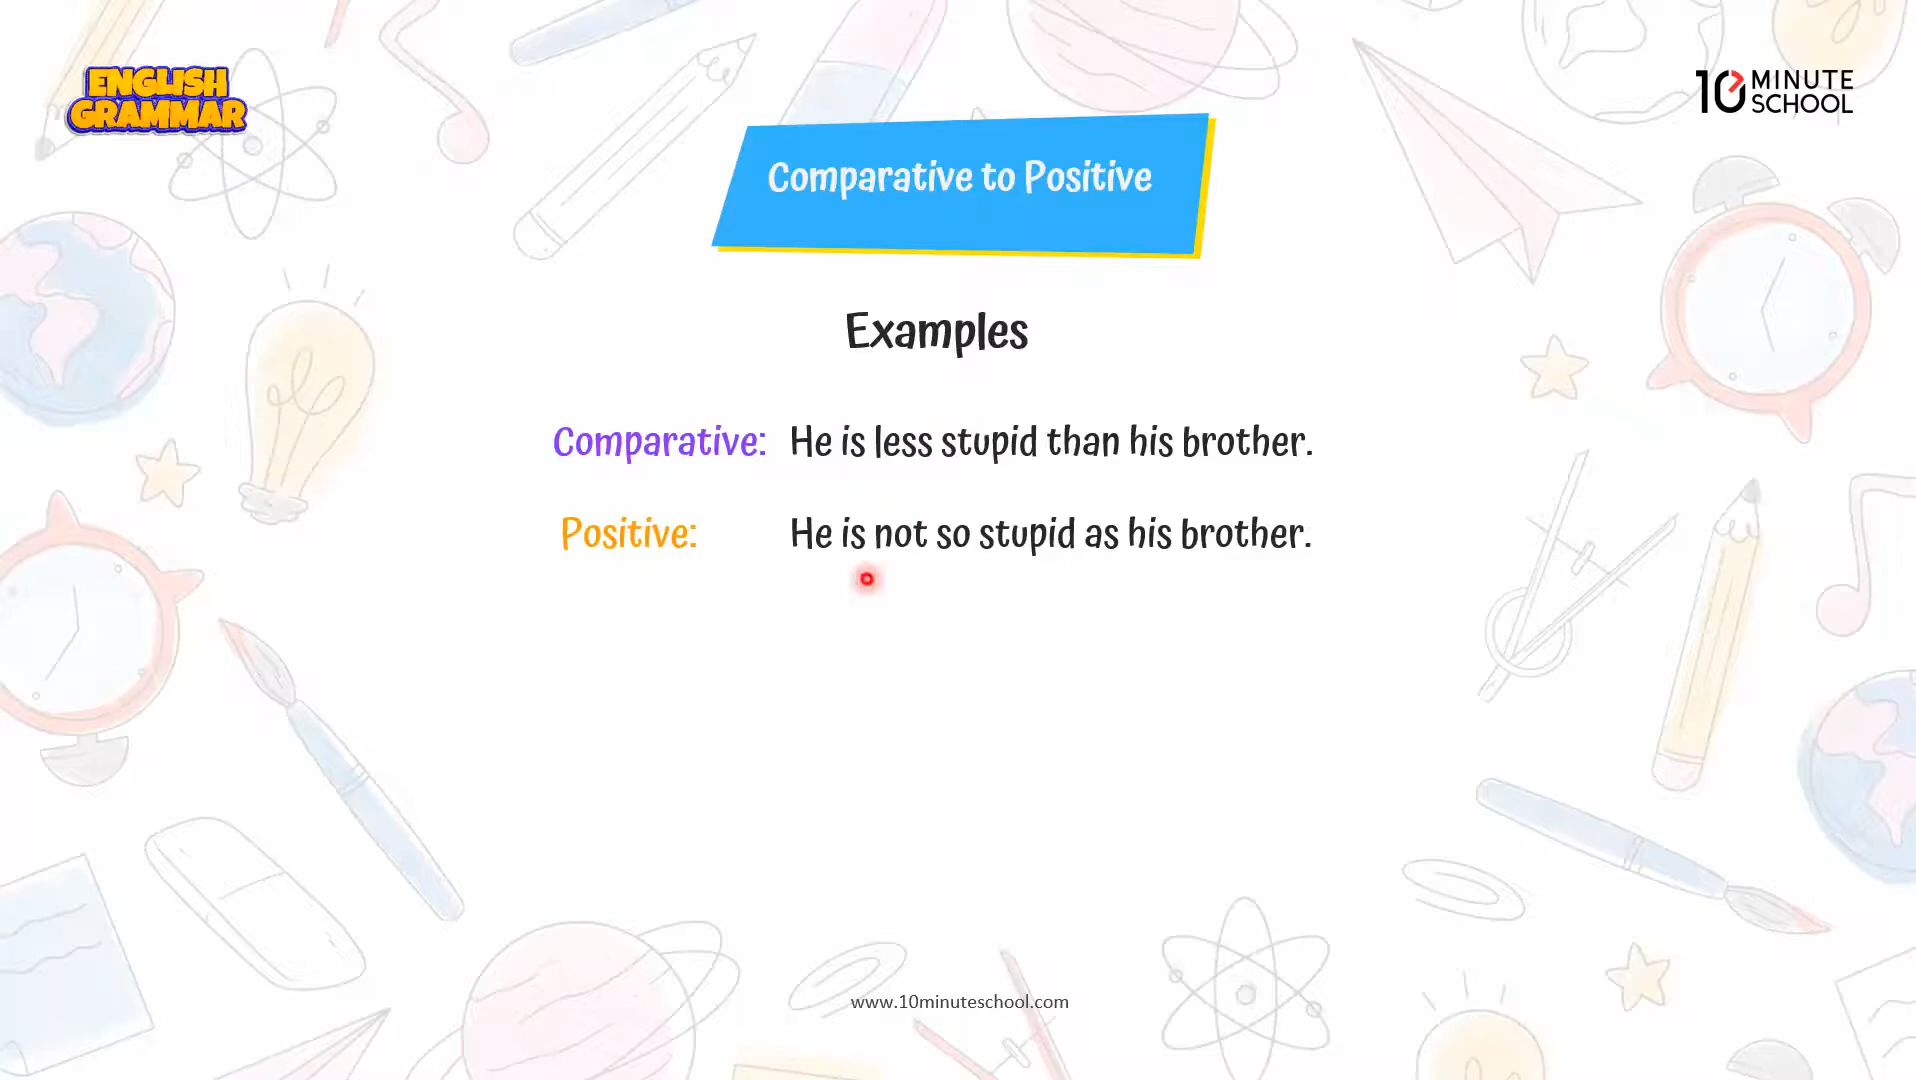 ENGLISH
GRAMMAR
10 MINUTE
SCHOOL
Comparative to Positive
Examples
Comparative: He is less stupid than his brother.
Positive: He is not so stupid as his brother.
www.10minuteschool.com